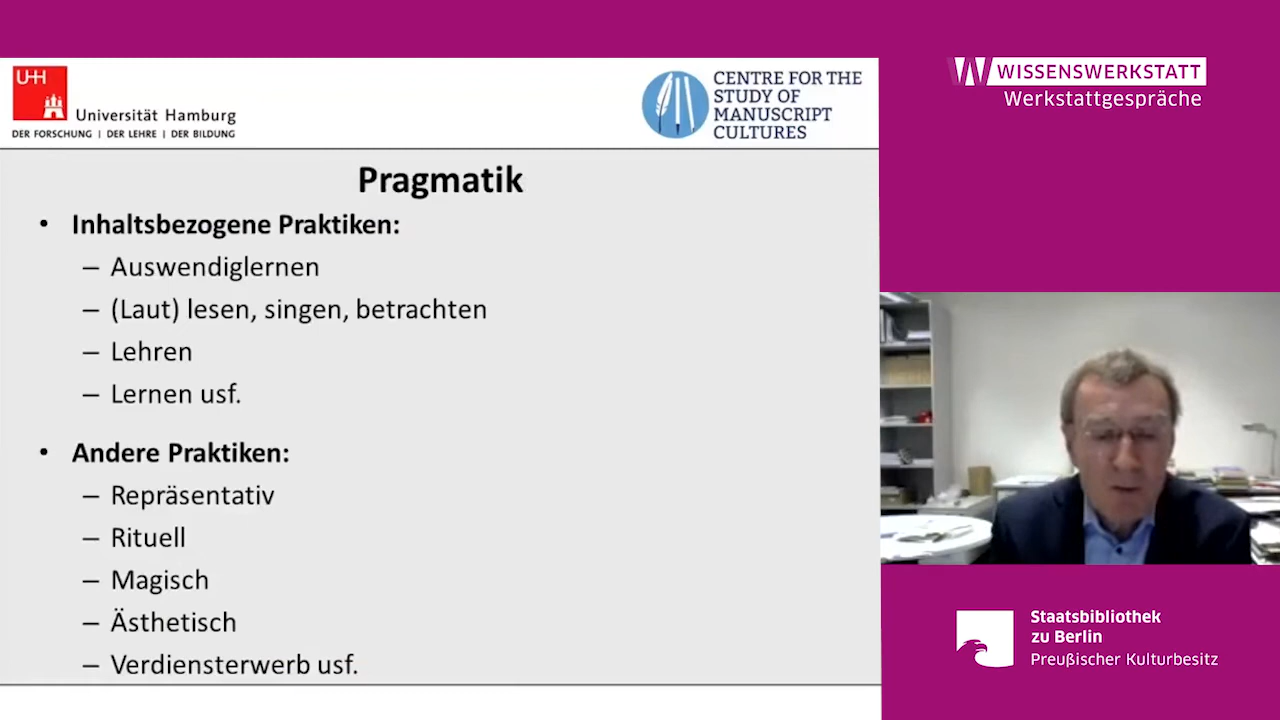 UHH
Universität Hamburg
DER FORSCHUNG | DER LEHRE | DER BILDUNG
CENTRE FOR THE
STUDY OF
MANUSCRIPT
CULTURES
Pragmatik
• Inhaltsbezogene Praktiken:
– Auswendiglernen
– (Laut) lesen, singen, betrachten
– Lehren
– Lernen usf.
• Andere Praktiken:
– Repräsentativ
– Rituell
– Magisch
– Ästhetisch
– Verdiensterwerb usf.
W WISSENSWERKSTATT
Werkstattgespräche
Staatsbibliothek
zu Berlin
Preußischer Kulturbesitz